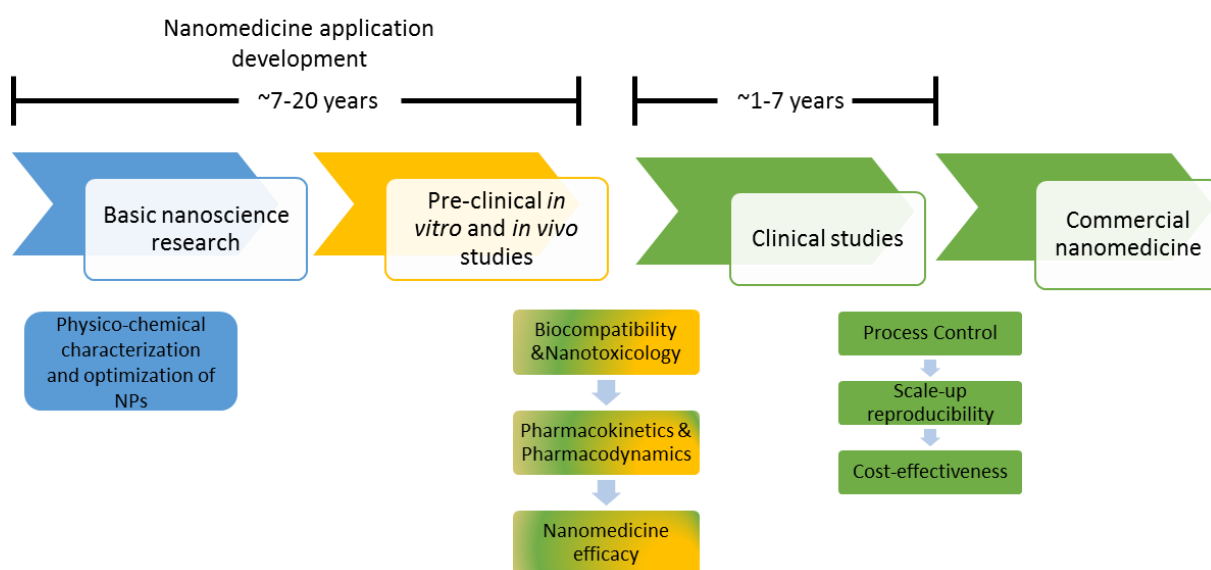 Nanomedicine application
development
~7-20 years
~1-7 years
Basic nanoscience
research
Pre-clinical in
vitro and in vivo
studies
Clinical studies
Commercial
nanomedicine
Physico-chemical
characterization
and optimization of
NPs
Biocompatibility
&Nanotoxicology
Pharmacokinetics &
Pharmacodynamics
Nanomedicine
efficacy
Process Control
Scale-up
reproducibility
Cost-effectiveness